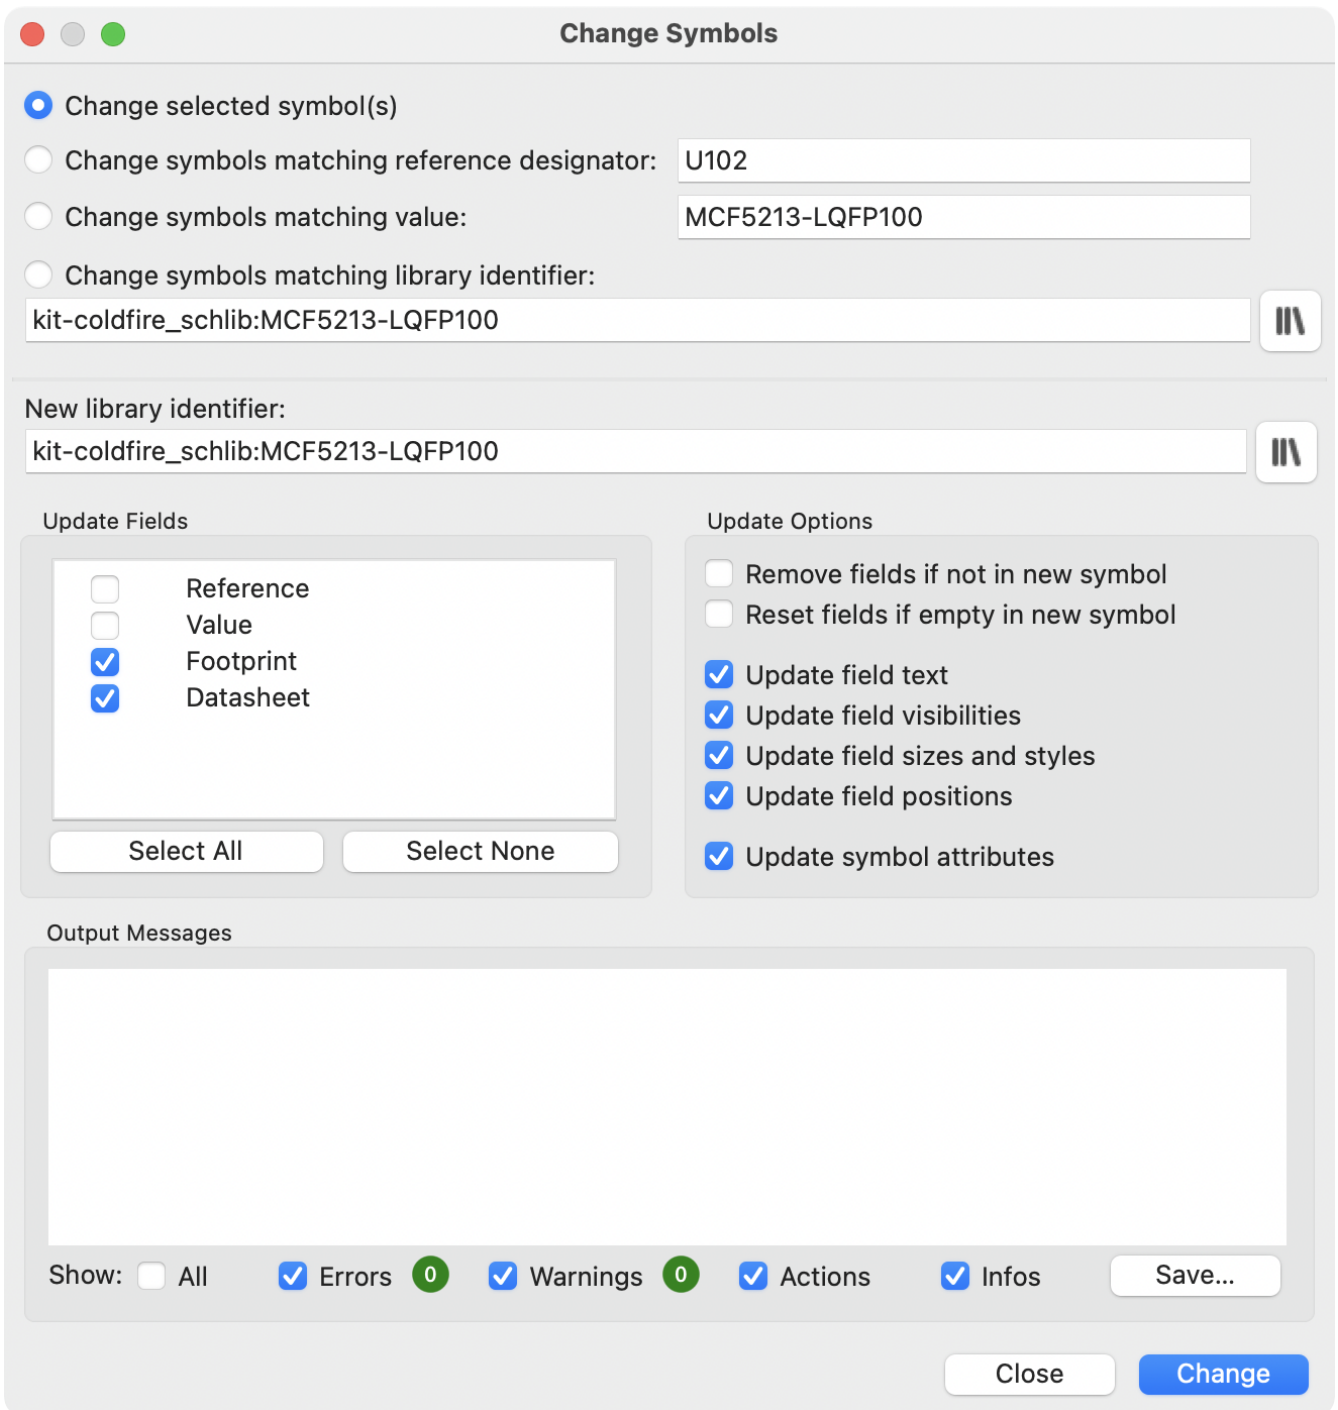 Change Symbols
Change selected symbol(s)
Change symbols matching reference designator: U102
Change symbols matching value: MCF5213-LQFP100
Change symbols matching library identifier:
kit-coldfire_schlib:MCF5213-LQFP100
New library identifier:
kit-coldfire_schlib:MCF5213-LQFP100
Update Fields
Reference
Value
Footprint
Datasheet
Select All Select None
Update Options
Remove fields if not in new symbol
Reset fields if empty in new symbol
Update field text
Update field visibilities
Update field sizes and styles
Update field positions
Update symbol attributes
Output Messages
Show: All Errors 0 Warnings 0 Actions Infos Save...
Close Change